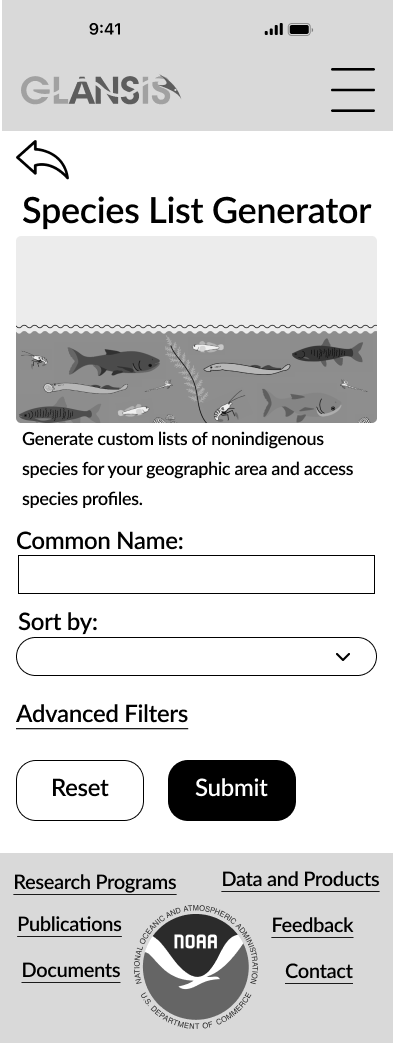 9:41
GLANSIS
Species List Generator
Generate custom lists of nonindigenous
species for your geographic area and access
species profiles.
Common Name:
Sort by:
Advanced Filters
Reset
Submit
Research Programs
Data and Products
Publications
Feedback
Documents
Contact
NATIONAL OCEANIC AND ATMOSPHERIC ADMINISTRATION
NOAA
U.S. DEPARTMENT OF COMMERCE